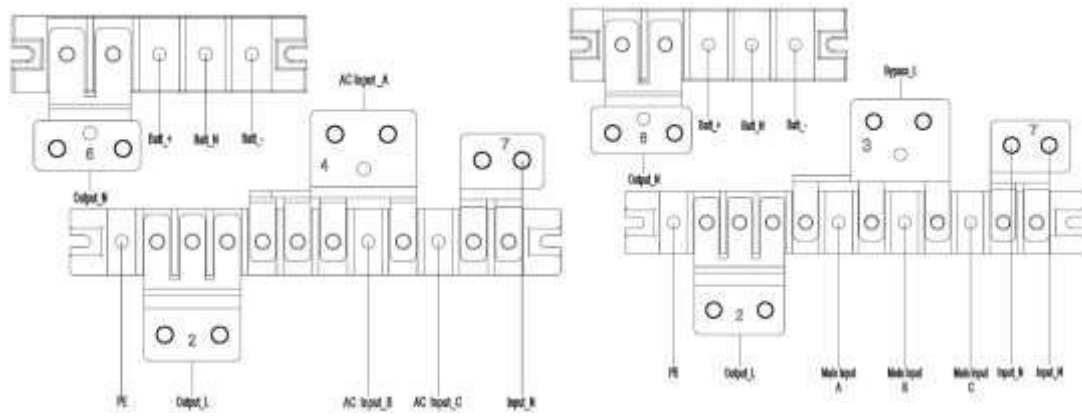 AC Input_A
Batt_+
Batt_N
Batt_-
6
4
7
Output_N
2
PE
Output_L
AC Input_B
AC Input_C
Input_N
Bypass_L
Batt_+
Batt_N
Batt_-
3
7
6
Output_N
2
PE
Output_L
Main Input
A
Main Input
B
Main Input
C
Input_N
Input_N